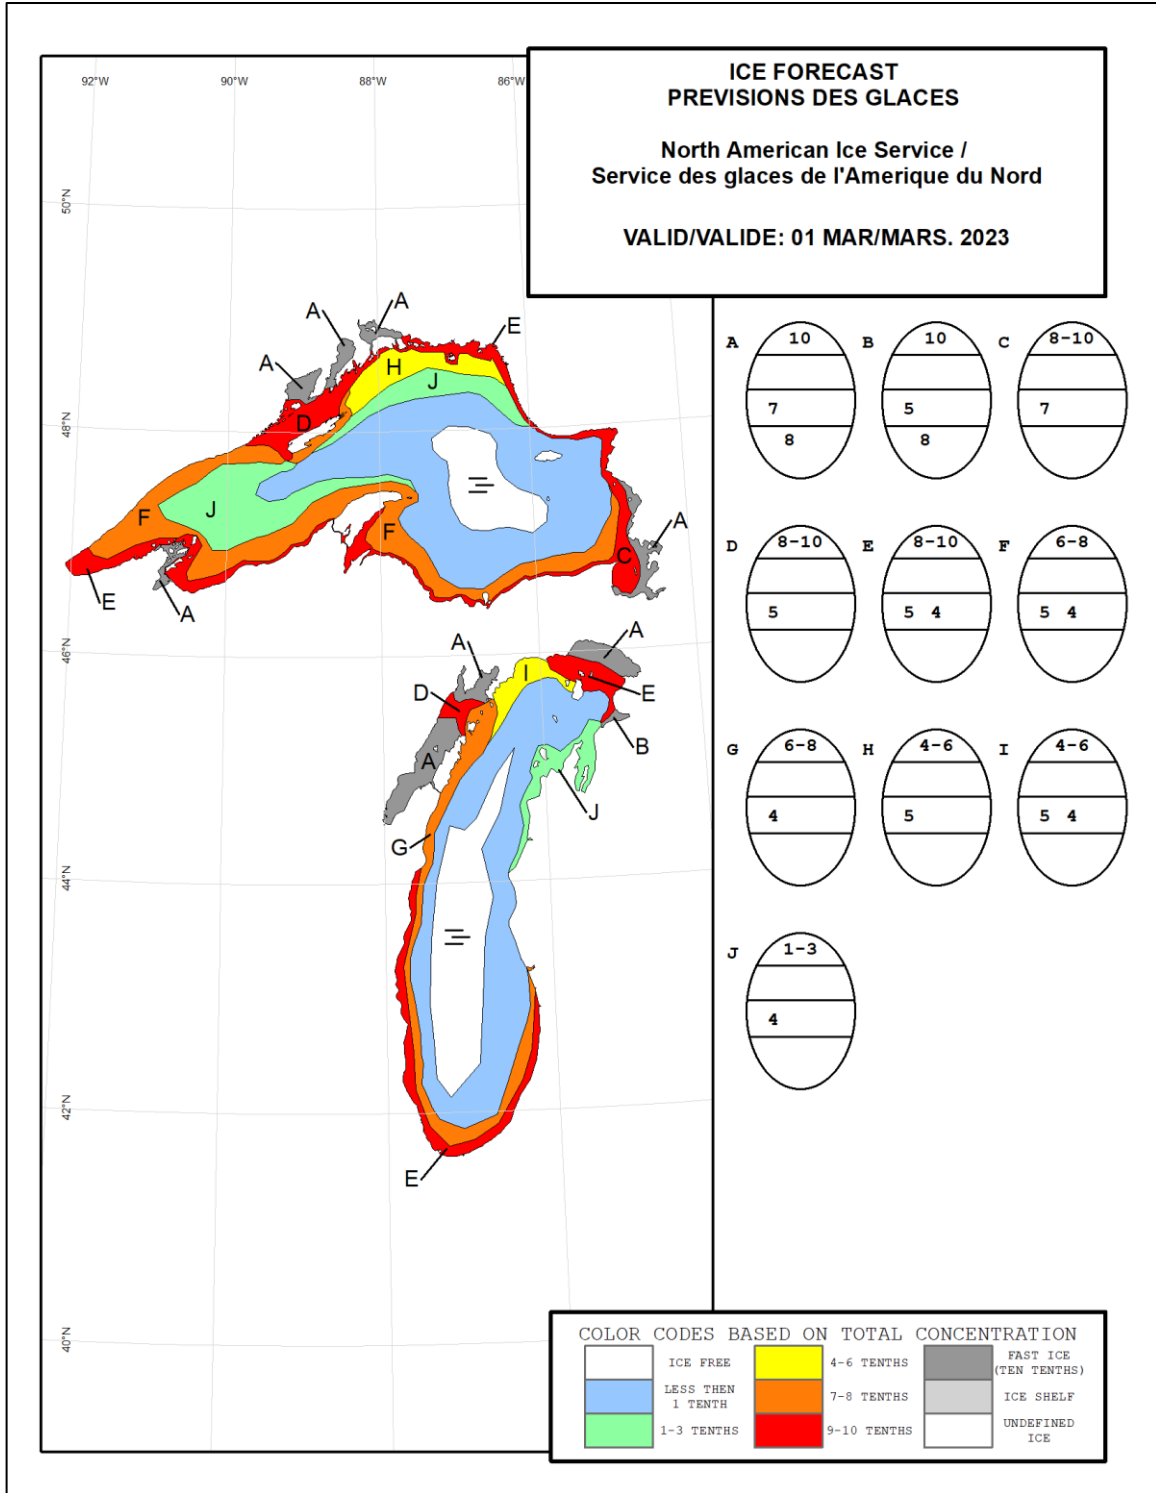 ICE FORECAST
PREVISIONS DES GLACES
North American Ice Service /
Service des glaces de l'Amerique du Nord
VALID/VALIDE: 01 MAR/MARS. 2023
92°W 90°W 88°W 86°W
50°N
48°N
46°N
44°N
42°N
40°N
A
A
A
E
H
J
D
F
J
F
A
C
E
A
A
A
I
D
E
B
A
J
G
E
A 10 7 8
B 10 5 8
C 8-10 7
D 8-10 5
E 8-10 5 4
F 6-8 5 4
G 6-8 4
H 4-6 5
I 4-6 5 4
J 1-3 4
COLOR CODES BASED ON TOTAL CONCENTRATION
ICE FREE
LESS THEN
1 TENTH
1-3 TENTHS
4-6 TENTHS
7-8 TENTHS
9-10 TENTHS
FAST ICE
(TEN TENTHS)
ICE SHELF
UNDEFINED
ICE